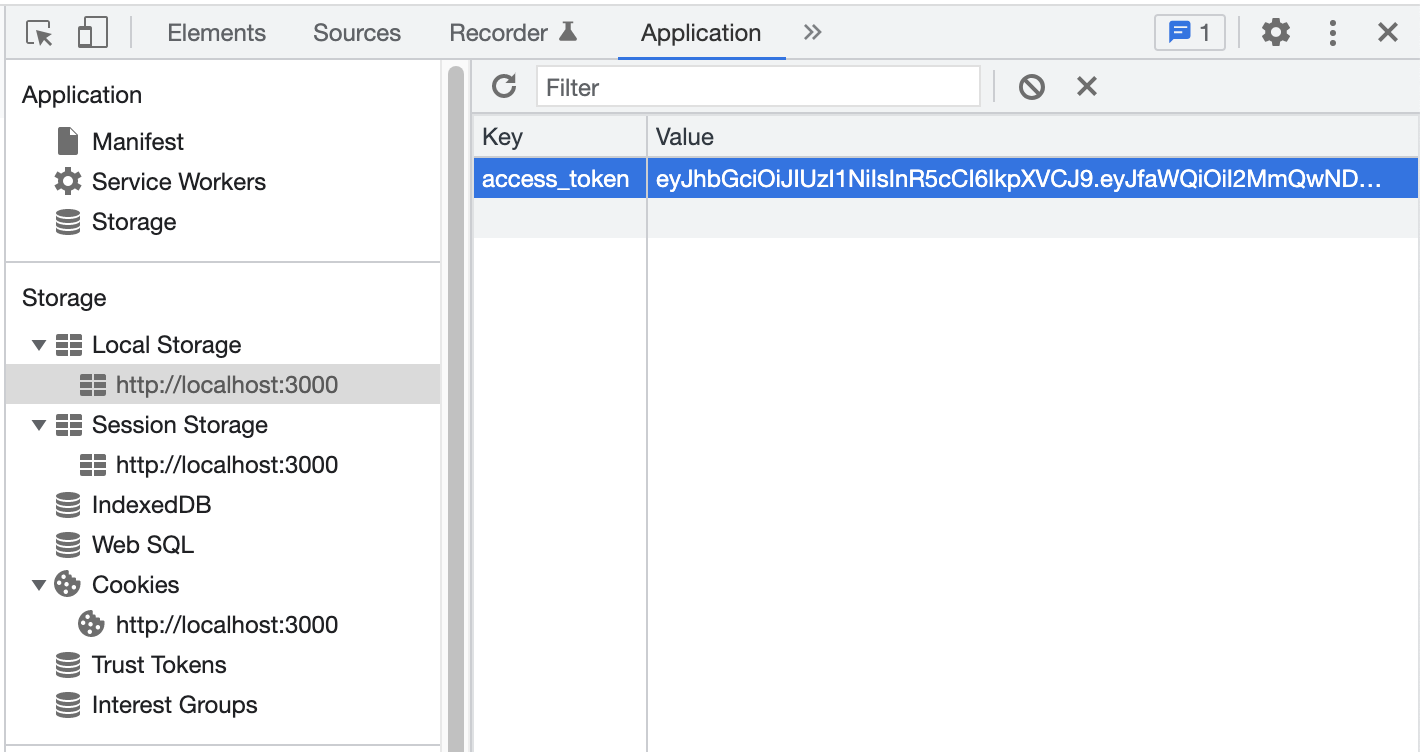 Elements Sources Recorder Application » 1
Application
Manifest
Service Workers
Storage
Storage
Local Storage
http://localhost:3000
Session Storage
http://localhost:3000
IndexedDB
Web SQL
Cookies
http://localhost:3000
Trust Tokens
Interest Groups
Filter
Key Value
access_token eyJhbGciOiJIUzI1NiIsInR5cCI6IkpXVCJ9.eyJfaWQiOiI2MmQwND…